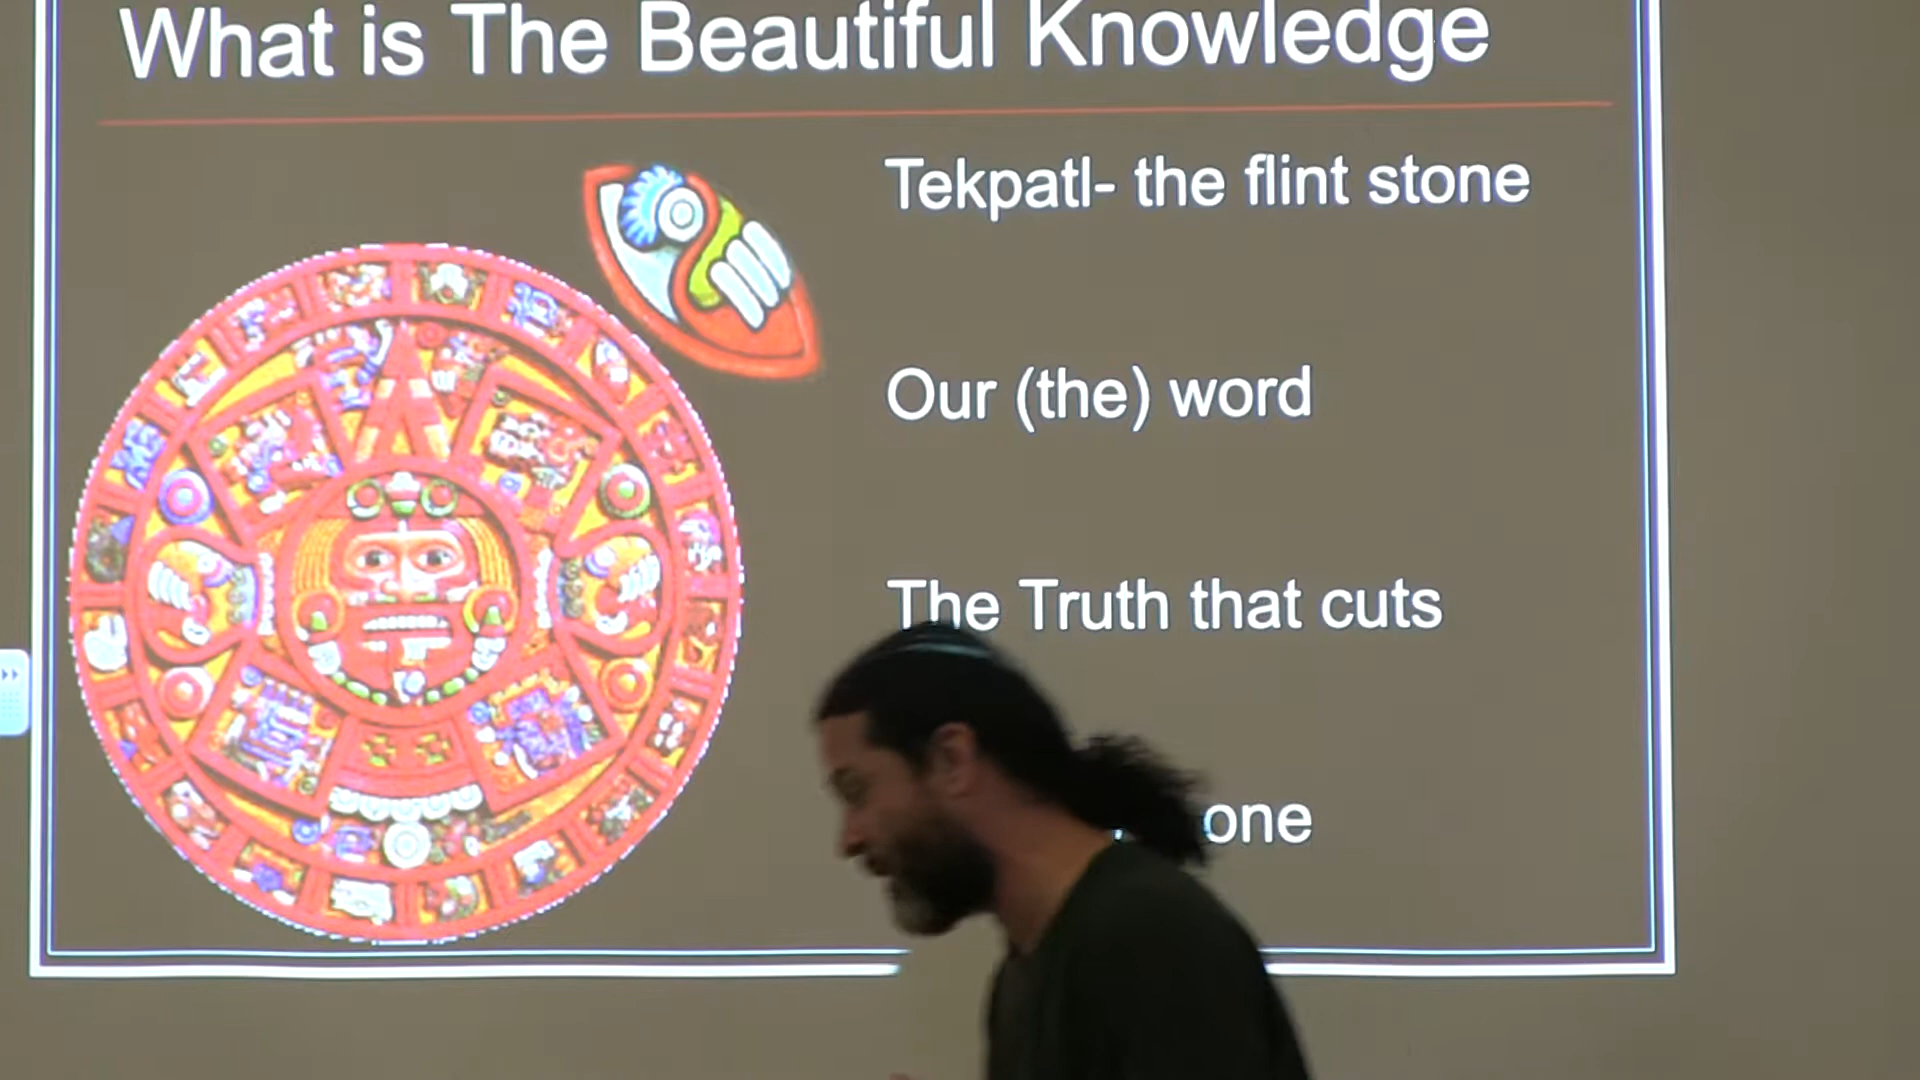 What is The Beautiful Knowledge
Tekpatl- the flint stone
Our (the) word
The Truth that cuts
one